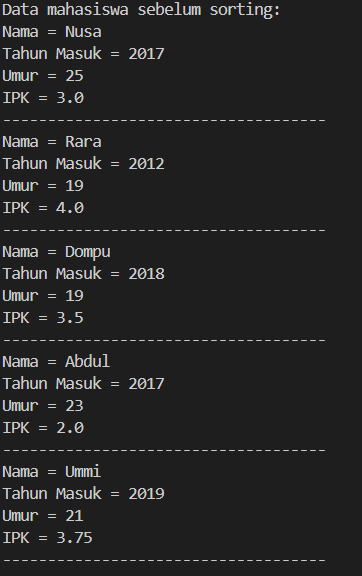 Data mahasiswa sebelum sorting:
Nama = Nusa
Tahun Masuk = 2017
Umur = 25
IPK = 3.0
------------------------------------
Nama = Rara
Tahun Masuk = 2012
Umur = 19
IPK = 4.0
------------------------------------
Nama = Dompu
Tahun Masuk = 2018
Umur = 19
IPK = 3.5
------------------------------------
Nama = Abdul
Tahun Masuk = 2017
Umur = 23
IPK = 2.0
------------------------------------
Nama = Ummi
Tahun Masuk = 2019
Umur = 21
IPK = 3.75
------------------------------------